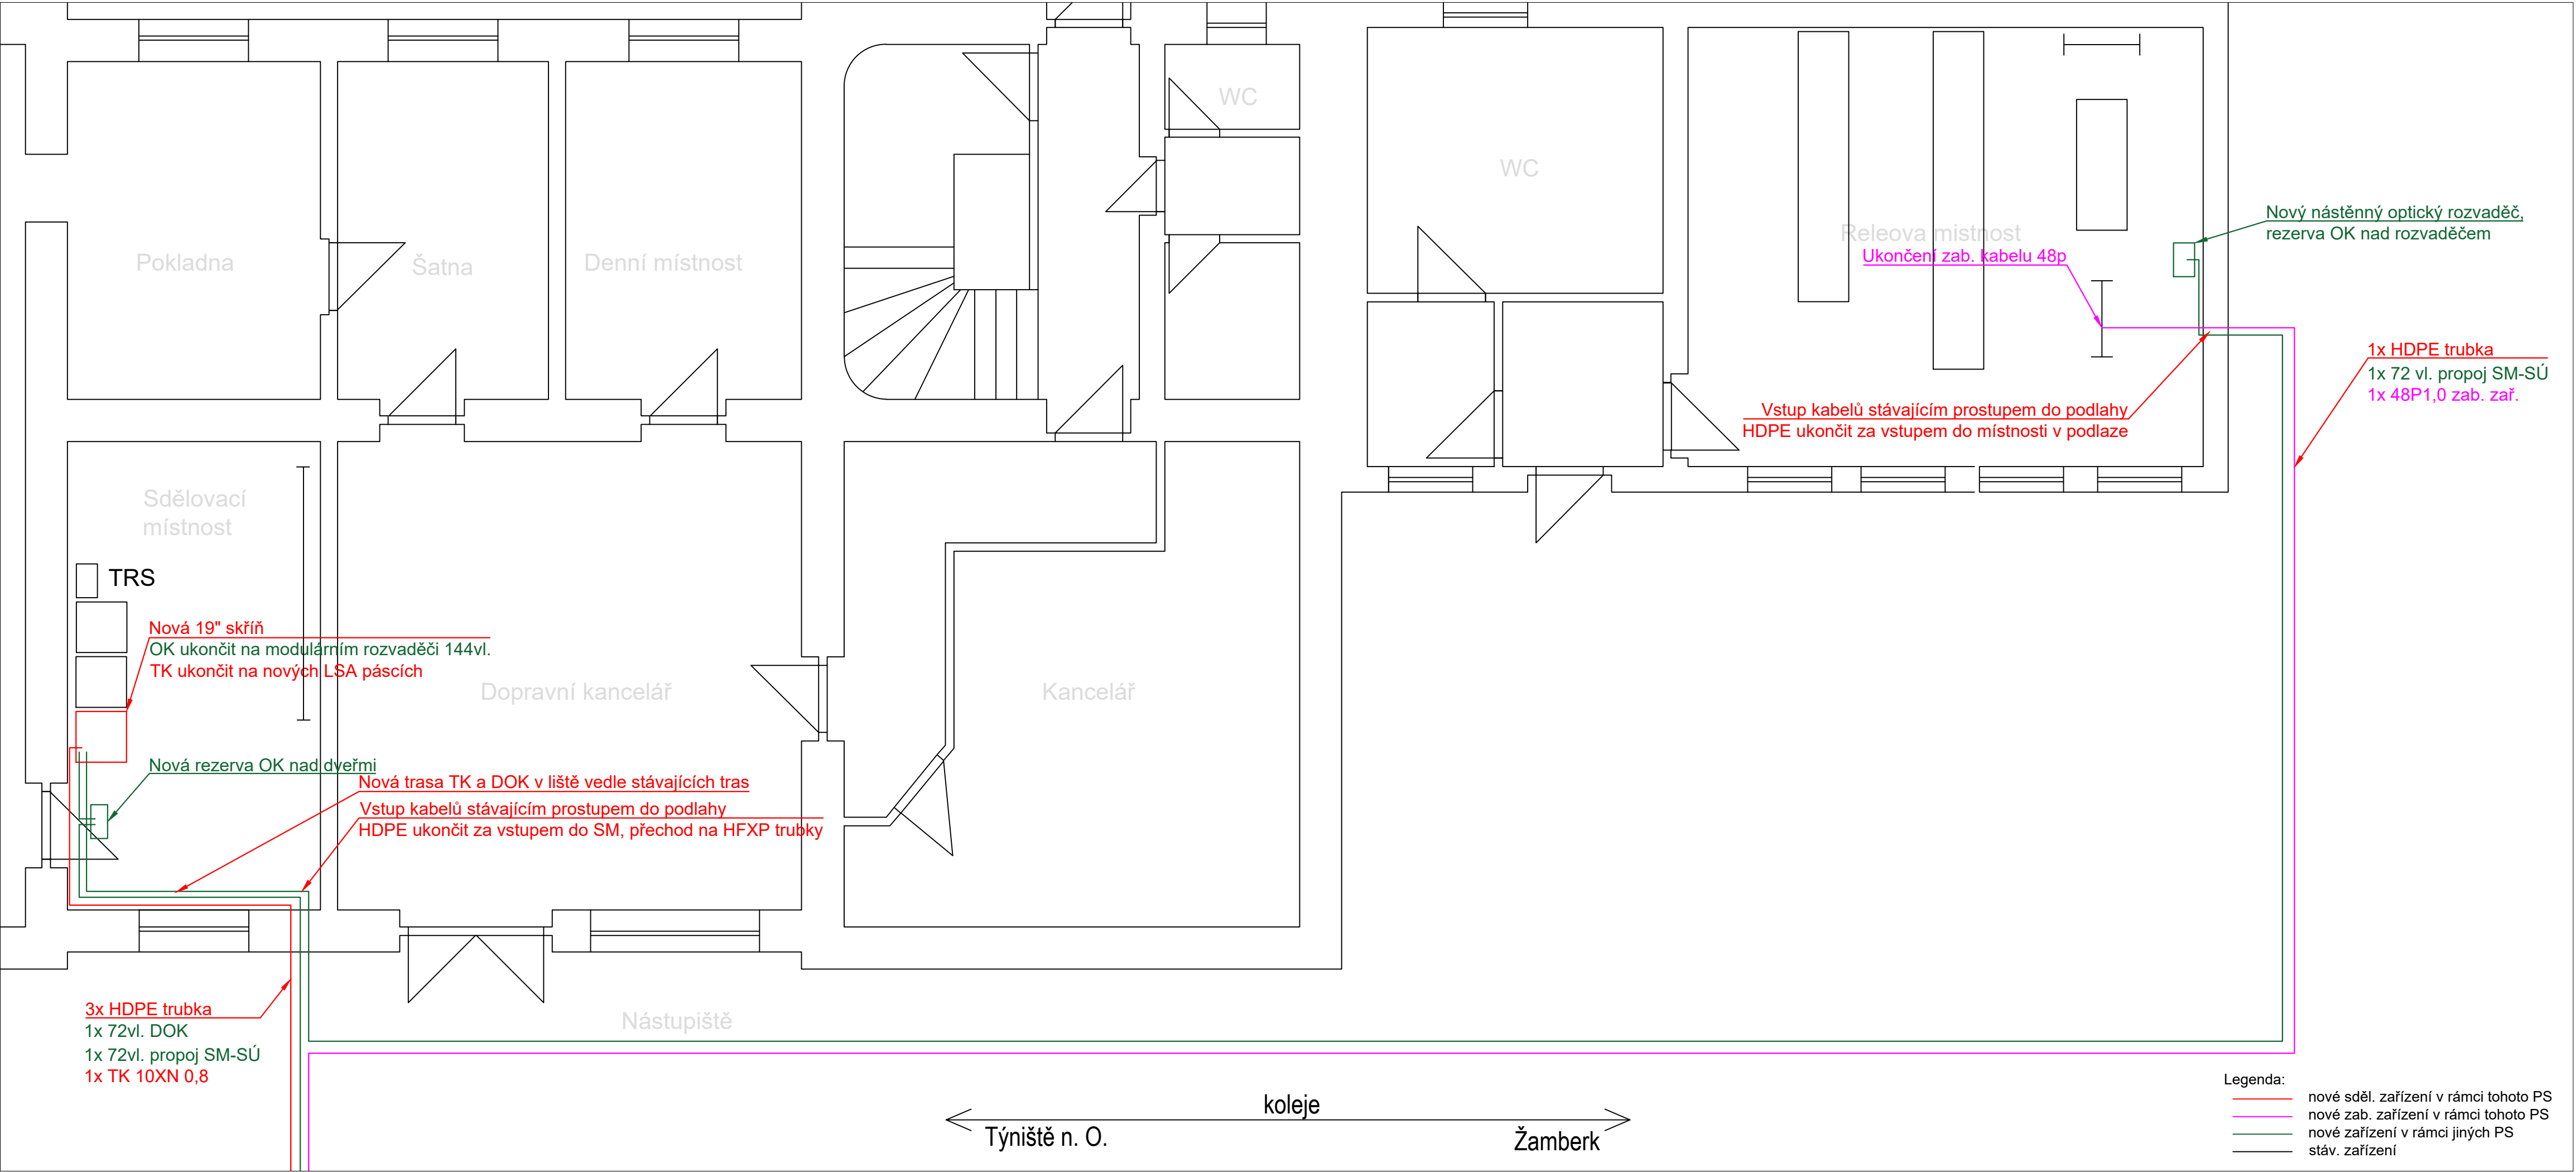 WC
WC
Nový nástěnný optický rozvaděč,
rezerva OK nad rozvaděčem
Releova mistnost
Ukončení zab. kabelu 48p
Pokladna
Šatna
Denní místnost
1x HDPE trubka
1x 72 vl. propoj SM-SÚ
1x 48P1,0 zab. zař.
Vstup kabelů stávajícím prostupem do podlahy
HDPE ukončit za vstupem do místnosti v podlaze
Sdělovací
místnost
TRS
Nová 19" skříň
OK ukončit na modulárním rozvaděči 144vl.
TK ukončit na nových LSA páscích
Dopravní kancelář
Kancelář
Nová rezerva OK nad dveřmi
Nová trasa TK a DOK v liště vedle stávajících tras
Vstup kabelů stávajícím prostupem do podlahy
HDPE ukončit za vstupem do SM, přechod na HFXP trubky
3x HDPE trubka
1x 72vl. DOK
1x 72vl. propoj SM-SÚ
1x TK 10XN 0,8
Nástupiště
koleje
Týniště n. O.
Žamberk
Legenda:
nové sděl. zařízení v rámci tohoto PS
nové zab. zařízení v rámci tohoto PS
nové zařízení v rámci jiných PS
stáv. zařízení